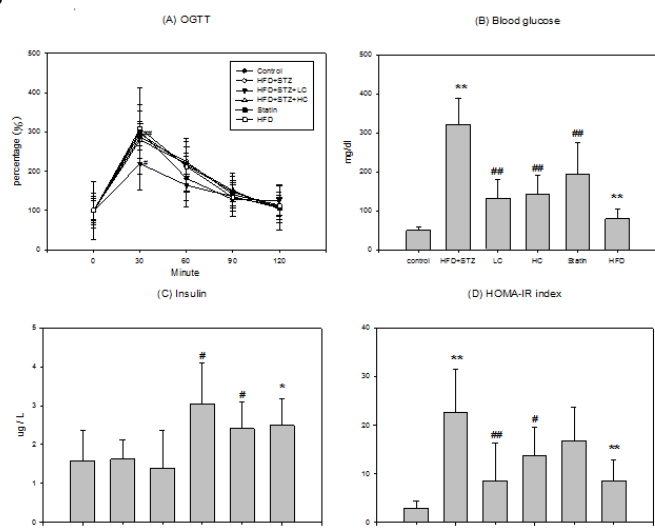 (A) OGTT
500
400
300
200
100
0
percentage (%)
Control
HFD+STZ
HFD+STZ+LC
HFD+STZ+HC
Statin
HFD
#
0 30 60 90 120
Minute
(B) Blood glucose
500
400
300
200
100
0
mg/dl
**
##
##
##
**
control HFD+STZ LC HC Statin HFD
(C) Insulin
5
4
3
2
1
0
ug / L
#
#
*
(D) HOMA-IR index
40
30
20
10
0
**
##
#
**